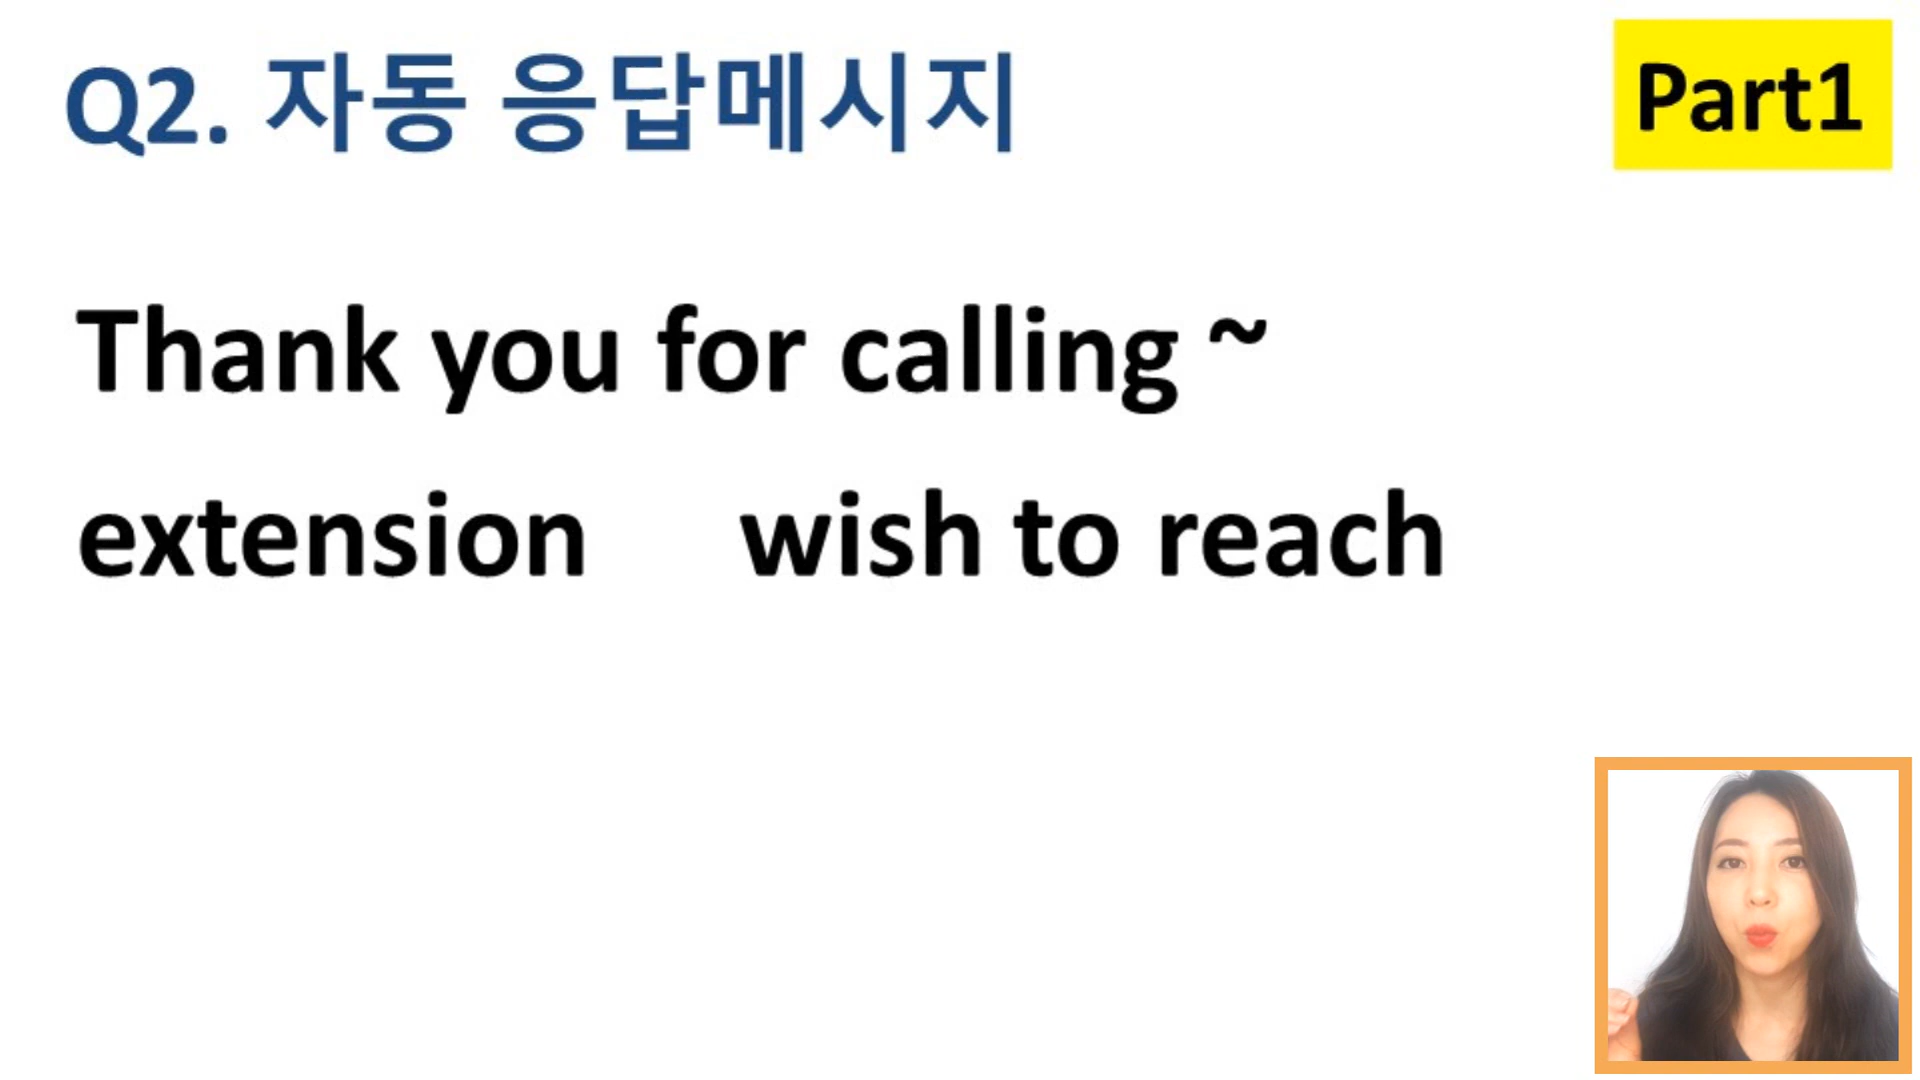 Q2. 자동 응답메시지
Part1
Thank you for calling ~
extension wish to reach